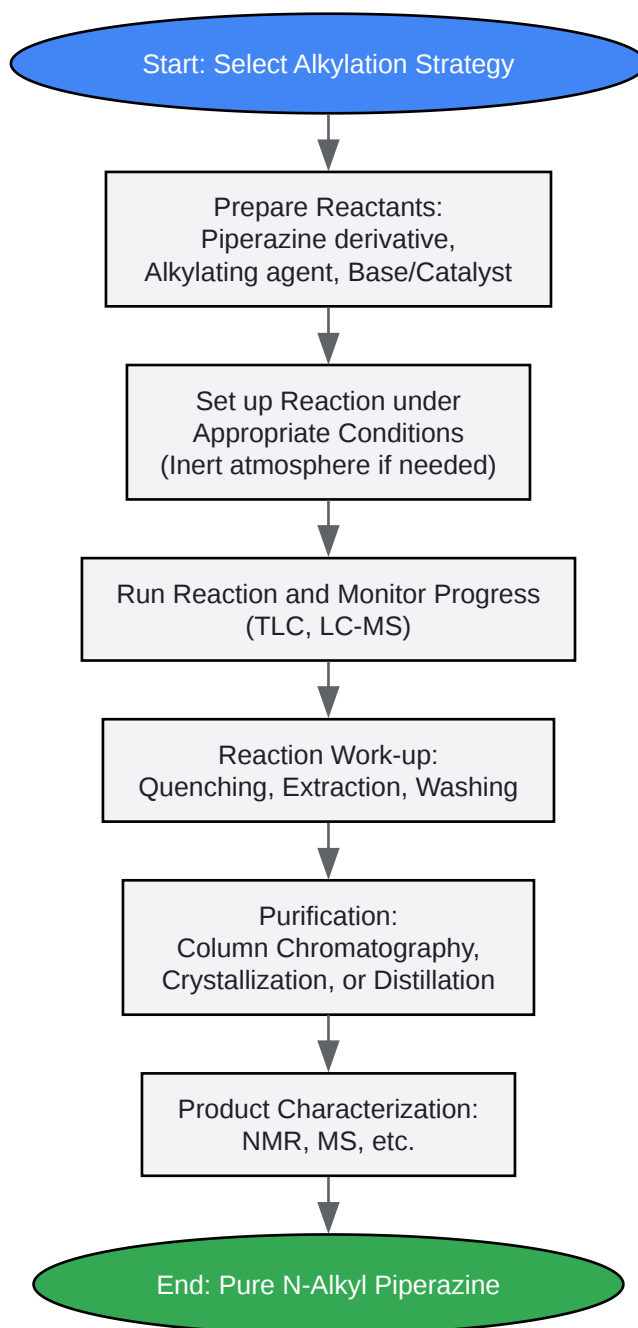 Start: Select Alkylation Strategy
Prepare Reactants:
Piperazine derivative,
Alkylating agent, Base/Catalyst
Set up Reaction under
Appropriate Conditions
(Inert atmosphere if needed)
Run Reaction and Monitor Progress
(TLC, LC-MS)
Reaction Work-up:
Quenching, Extraction, Washing
Purification:
Column Chromatography,
Crystallization, or Distillation
Product Characterization:
NMR, MS, etc.
End: Pure N-Alkyl Piperazine